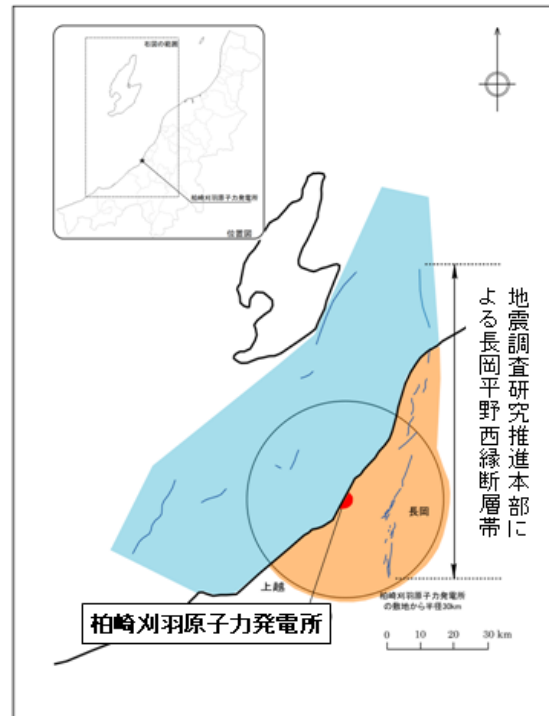 右図の範囲
柏崎刈羽原子力発電所
位置図
地震調査研究推進本部に
よる長岡平野西縁断層帯
長岡
上越
柏崎刈羽原子力発電所
の敷地から半径30km
柏崎刈羽原子力発電所
0 10 20 30 km